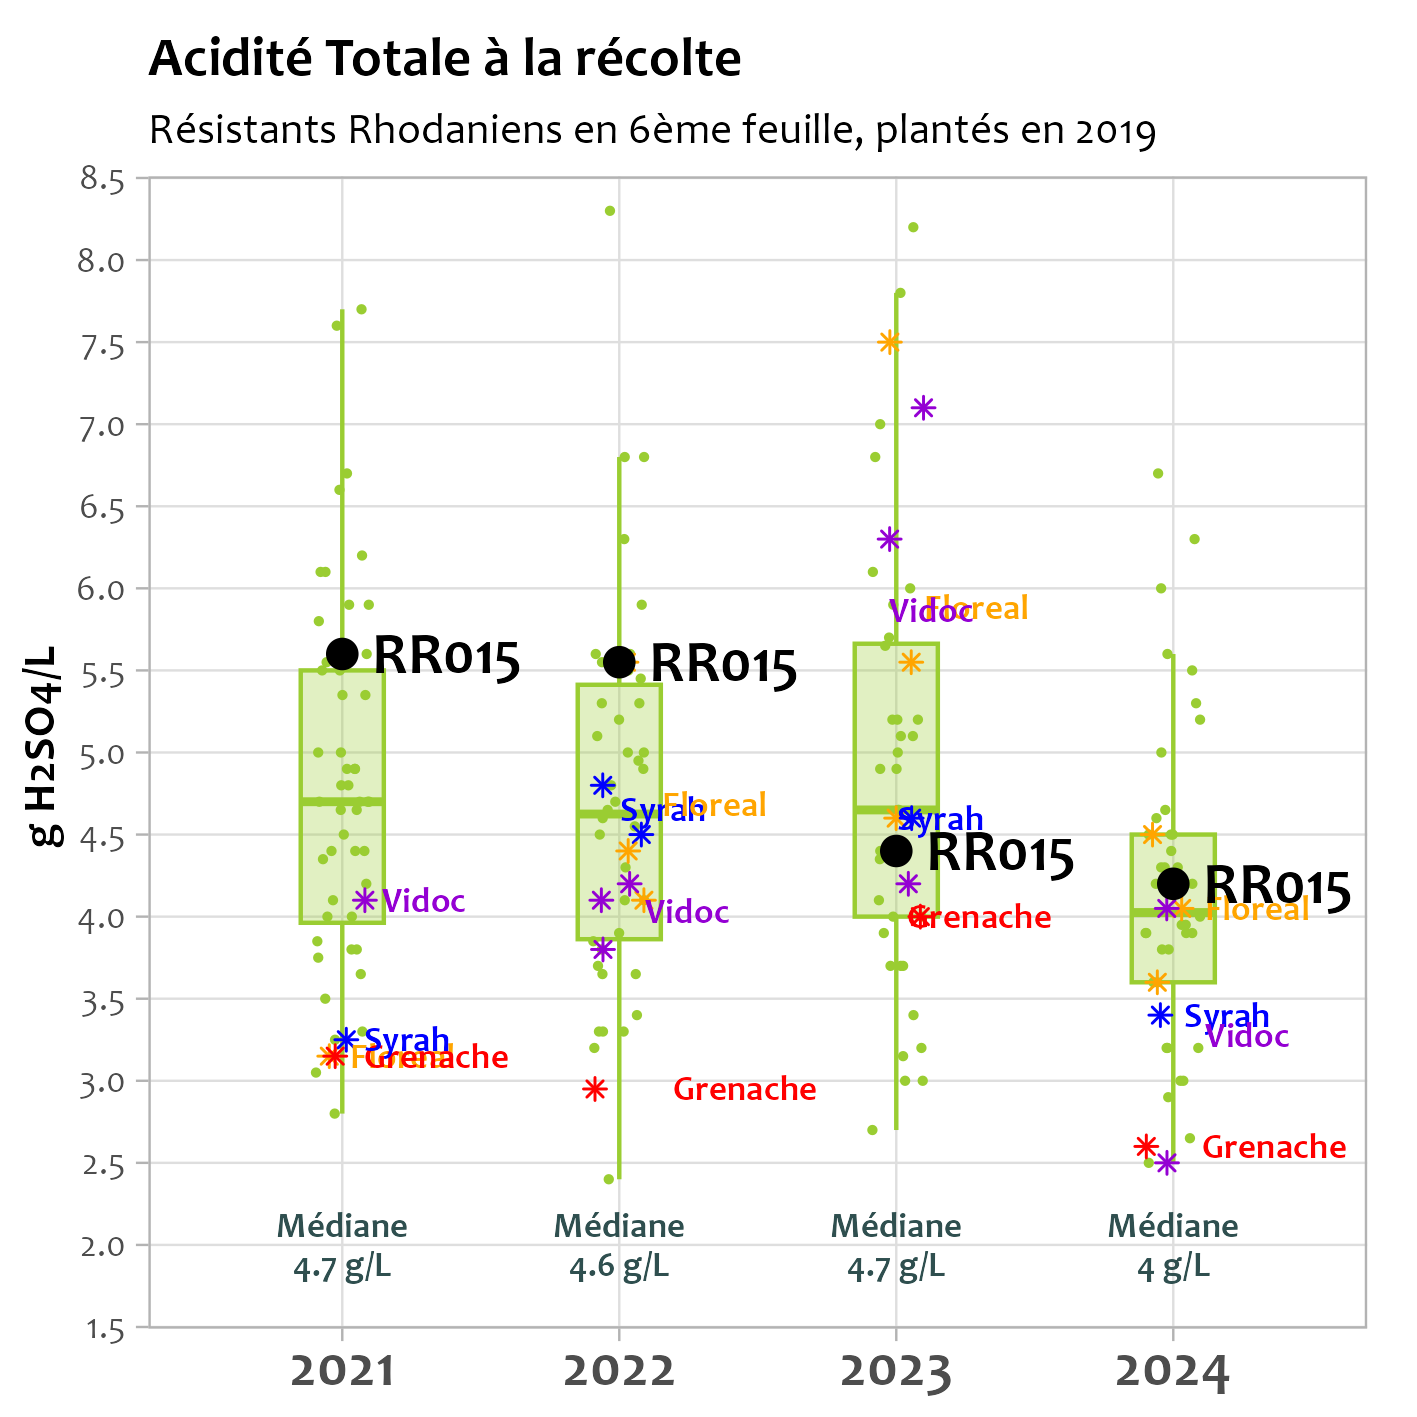 Acidité Totale à la récolte
Résistants Rhodaniens en 6ème feuille, plantés en 2019
g H2SO4/L
8.5
8.0
7.5
7.0
6.5
6.0
5.5
5.0
4.5
4.0
3.5
3.0
2.5
2.0
1.5
RR015
Vidoc
Syrah
Floreal
Grenache
Médiane
4.7 g/L
RR015
Floreal
Syrah
Vidoc
Grenache
Médiane
4.6 g/L
Floreal
Vidoc
Syrah
RR015
Grenache
Médiane
4.7 g/L
RR015
Floreal
Syrah
Vidoc
Grenache
Médiane
4 g/L
2021
2022
2023
2024